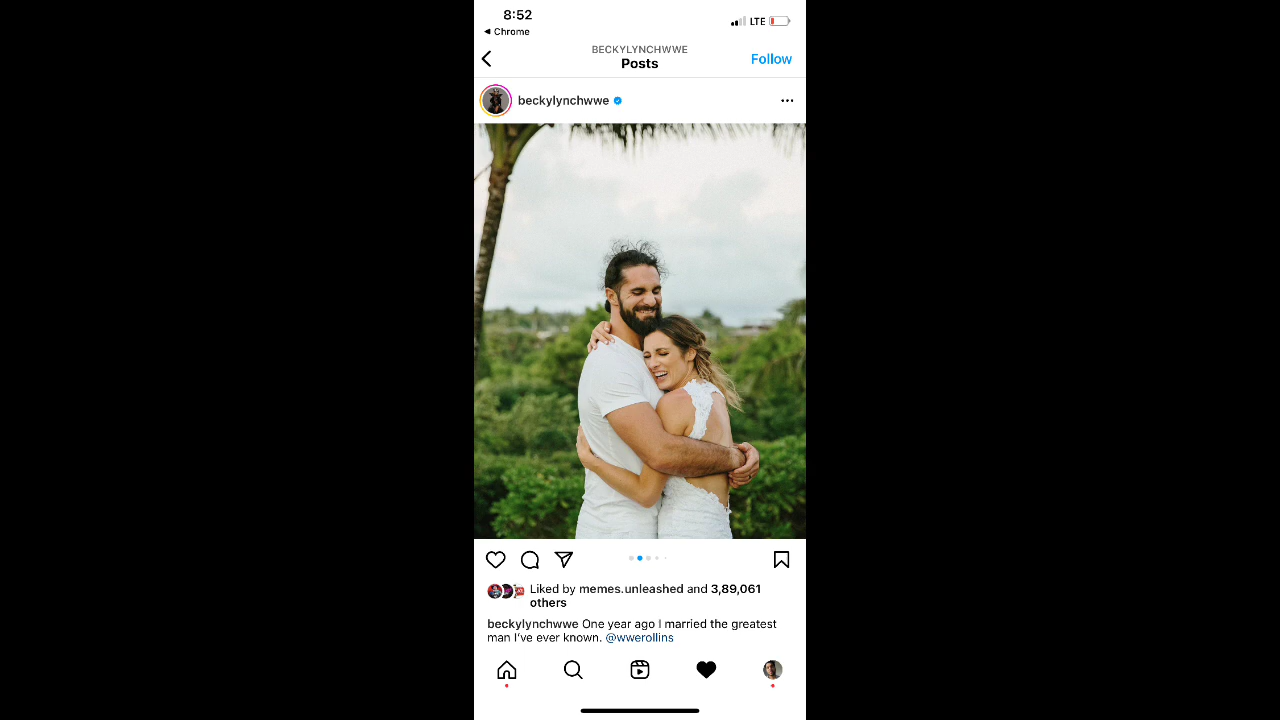 8:52
LTE
◄ Chrome
BECKYLYNCHWWE
Posts
Follow
beckylynchwwe
Liked by memes.unleashed and 3,89,061
others
beckylynchwwe One year ago I married the greatest
man I've ever known. @wwerollins